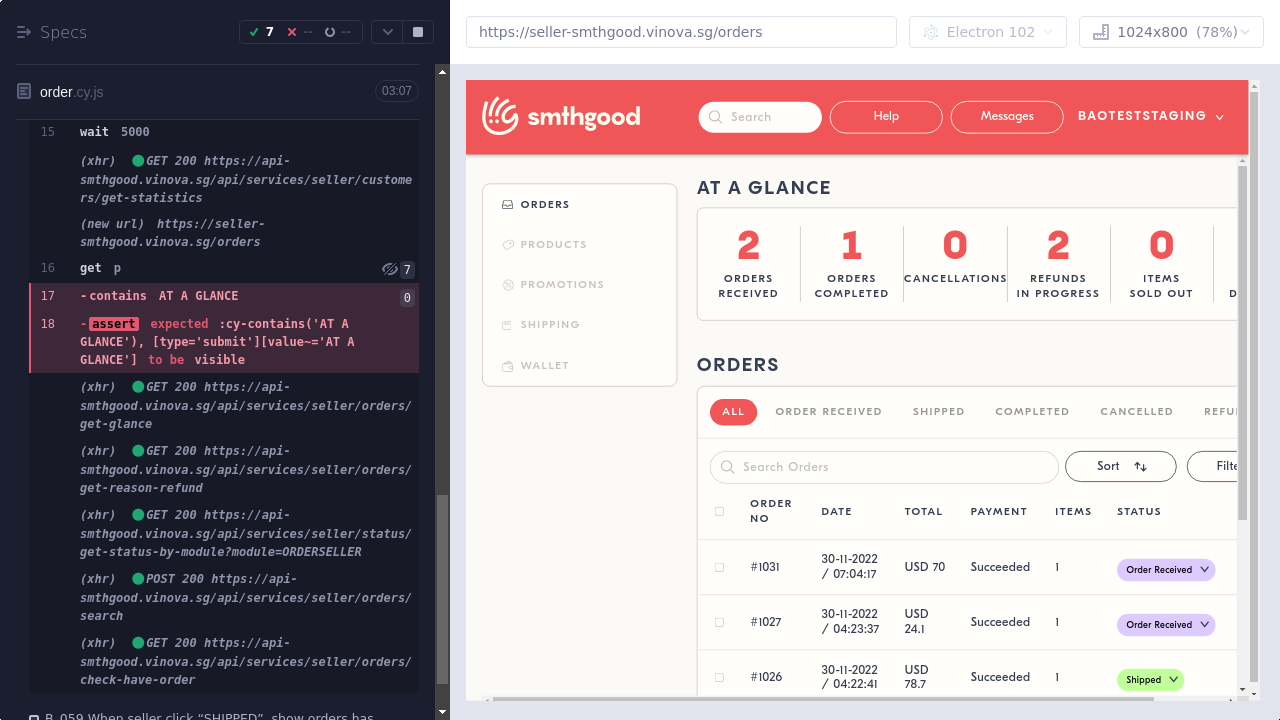 Specs
7
--
--
https://seller-smthgood.vinova.sg/orders
Electron 102
1024x800 (78%)
order.cy.js
03:07
15 wait 5000
(xhr) GET 200 https://api-
smthgood.vinova.sg/api/services/seller/custome
rs/get-statistics
(new url) https://seller-
smthgood.vinova.sg/orders
16 get p
7
17 -contains AT A GLANCE
0
18 -assert expected :cy-contains('AT A
GLANCE'), [type='submit'][value~='AT A
GLANCE'] to be visible
(xhr) GET 200 https://api-
smthgood.vinova.sg/api/services/seller/orders/
get-glance
(xhr) GET 200 https://api-
smthgood.vinova.sg/api/services/seller/orders/
get-reason-refund
(xhr) GET 200 https://api-
smthgood.vinova.sg/api/services/seller/status/
get-status-by-module?module=ORDERSELLER
(xhr) POST 200 https://api-
smthgood.vinova.sg/api/services/seller/orders/
search
(xhr) GET 200 https://api-
smthgood.vinova.sg/api/services/seller/orders/
check-have-order
B_059 When seller click “SHIPPED”, show orders has
smthgood
Search
Help
Messages
BAOTESTSTAGING
ORDERS
PRODUCTS
PROMOTIONS
SHIPPING
WALLET
AT A GLANCE
2
ORDERS
RECEIVED
1
ORDERS
COMPLETED
0
CANCELLATIONS
2
REFUNDS
IN PROGRESS
0
ITEMS
SOLD OUT
D
ORDERS
ALL ORDER RECEIVED SHIPPED COMPLETED CANCELLED REFU
Search Orders
Sort
Filte
ORDER
NO
DATE TOTAL PAYMENT ITEMS STATUS
#1031
30-11-2022
/ 07:04:17
USD 70 Succeeded 1 Order Received
#1027
30-11-2022
/ 04:23:37
USD
24.1
Succeeded 1 Order Received
#1026
30-11-2022
/ 04:22:41
USD
78.7
Succeeded 1 Shipped